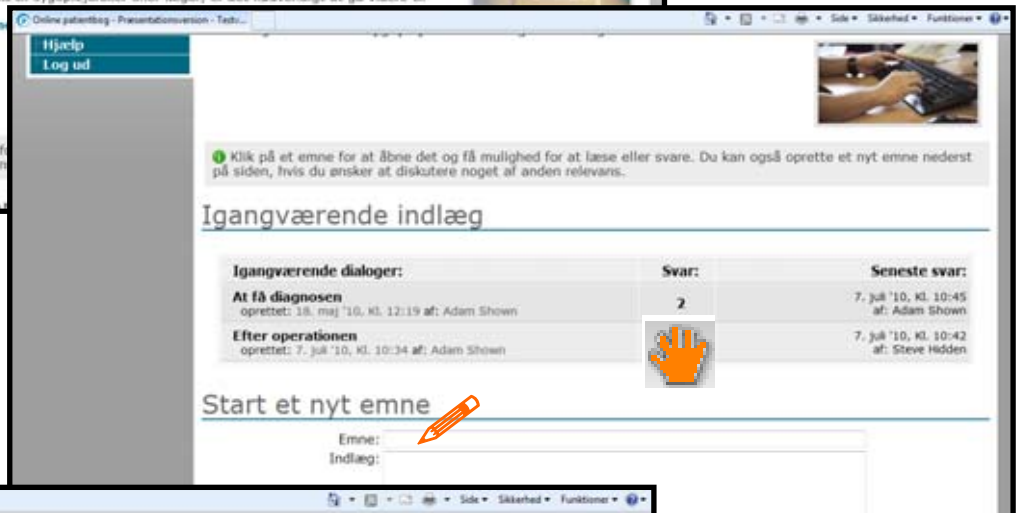 Online patientbog - Præsentationsversion - Testv...
Side Sikkerhed Funktioner
Hjælp
Log ud
Klik på et emne for at åbne det og få mulighed for at læse eller svare. Du kan også oprette et nyt emne nederst
på siden, hvis du ønsker at diskutere noget af anden relevans.
Igangværende indlæg
Igangværende dialoger: Svar: Seneste svar:
At få diagnosen 2 7. juli '10, Kl. 10:45
oprettet: 18. maj '10, Kl. 12:19 af: Adam Shown af: Adam Shown
Efter operationen 7. juli '10, Kl. 10:42
oprettet: 7. juli '10, Kl. 10:34 af: Adam Shown af: Steve Hidden
Start et nyt emne
Emne:
Indlæg:
Side Sikkerhed Funktioner